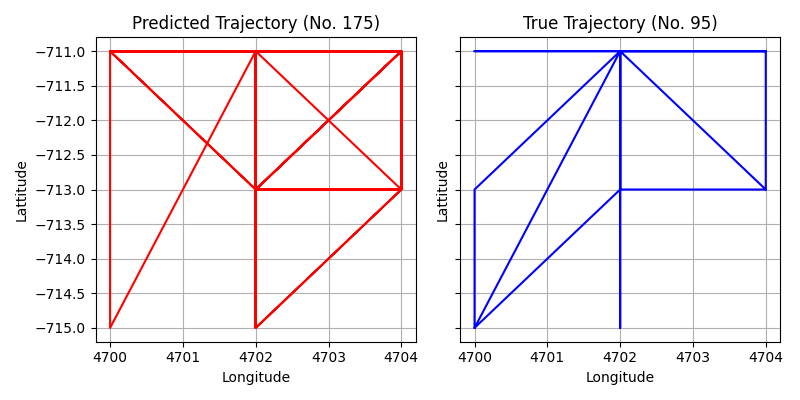 Predicted Trajectory (No. 175)
True Trajectory (No. 95)
−711.0
−711.5
−712.0
−712.5
−713.0
−713.5
−714.0
−714.5
−715.0
Lattitude
Lattitude
4700 4701 4702 4703 4704
4700 4701 4702 4703 4704
Longitude
Longitude